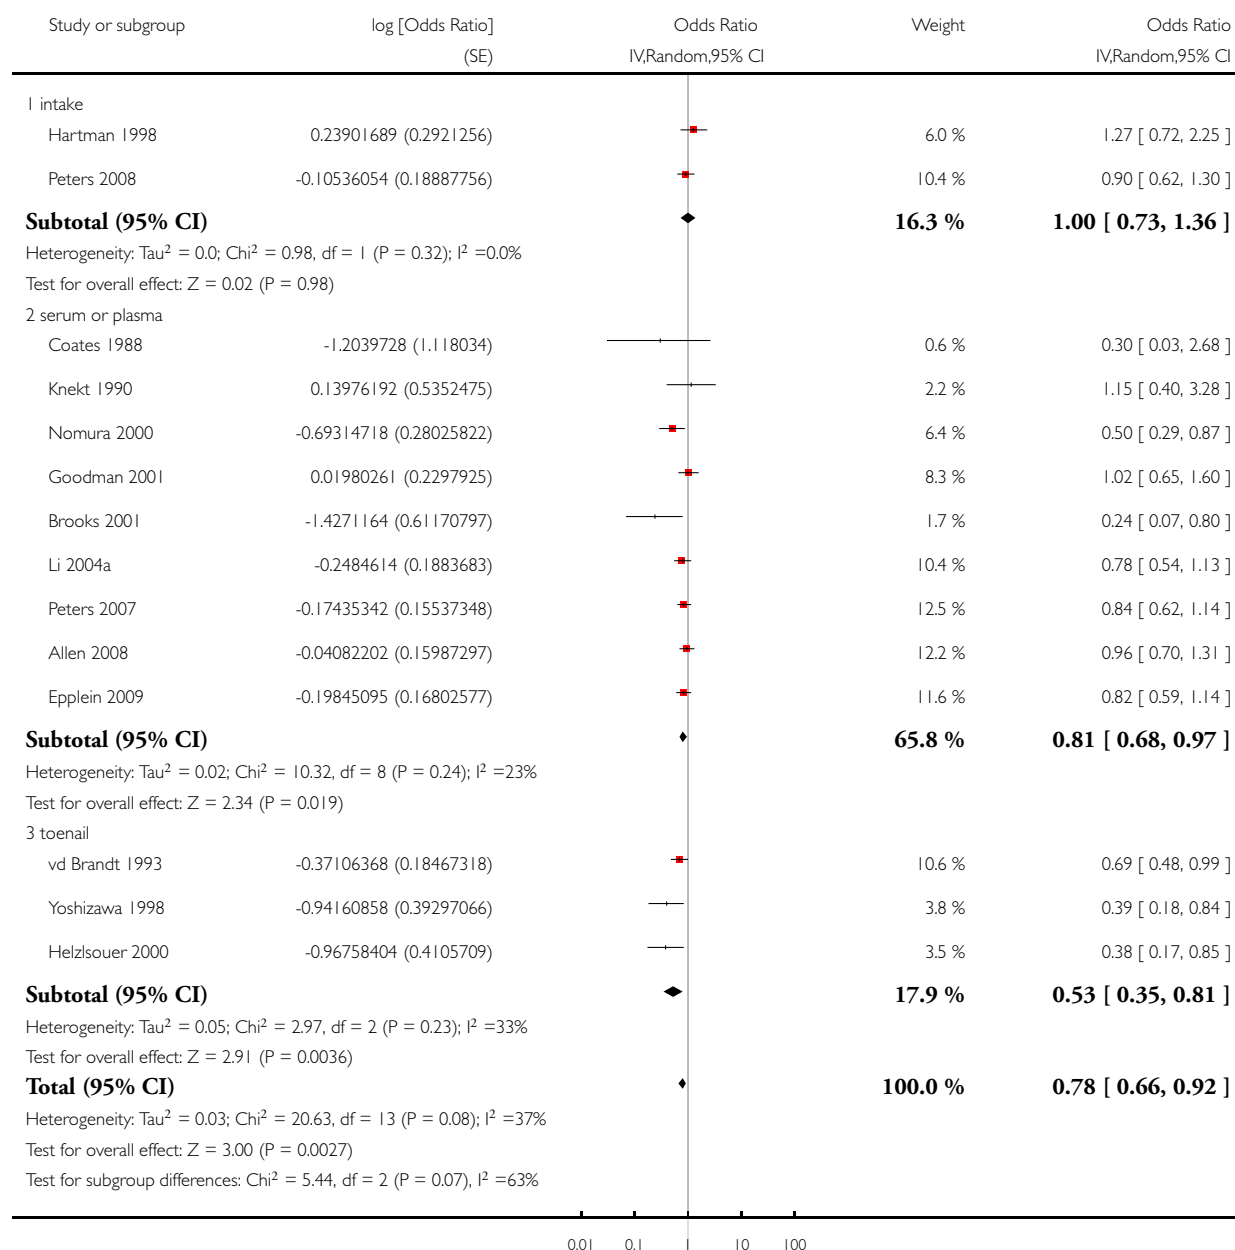 Study or subgroup log [Odds Ratio] Odds Ratio Weight Odds Ratio
(SE) IV,Random,95% CI IV,Random,95% CI
1 intake
Hartman 1998 0.23901689 (0.2921256) 6.0 % 1.27 [ 0.72, 2.25 ]
Peters 2008 -0.10536054 (0.18887756) 10.4 % 0.90 [ 0.62, 1.30 ]
Subtotal (95% CI) 16.3 % 1.00 [ 0.73, 1.36 ]
Heterogeneity: Tau² = 0.0; Chi² = 0.98, df = 1 (P = 0.32); I² =0.0%
Test for overall effect: Z = 0.02 (P = 0.98)
2 serum or plasma
Coates 1988 -1.2039728 (1.118034) 0.6 % 0.30 [ 0.03, 2.68 ]
Knekt 1990 0.13976192 (0.5352475) 2.2 % 1.15 [ 0.40, 3.28 ]
Nomura 2000 -0.69314718 (0.28025822) 6.4 % 0.50 [ 0.29, 0.87 ]
Goodman 2001 0.01980261 (0.2297925) 8.3 % 1.02 [ 0.65, 1.60 ]
Brooks 2001 -1.4271164 (0.61170797) 1.7 % 0.24 [ 0.07, 0.80 ]
Li 2004a -0.2484614 (0.1883683) 10.4 % 0.78 [ 0.54, 1.13 ]
Peters 2007 -0.17435342 (0.15537348) 12.5 % 0.84 [ 0.62, 1.14 ]
Allen 2008 -0.04082202 (0.15987297) 12.2 % 0.96 [ 0.70, 1.31 ]
Epplein 2009 -0.19845095 (0.16802577) 11.6 % 0.82 [ 0.59, 1.14 ]
Subtotal (95% CI) 65.8 % 0.81 [ 0.68, 0.97 ]
Heterogeneity: Tau² = 0.02; Chi² = 10.32, df = 8 (P = 0.24); I² =23%
Test for overall effect: Z = 2.34 (P = 0.019)
3 toenail
vd Brandt 1993 -0.37106368 (0.18467318) 10.6 % 0.69 [ 0.48, 0.99 ]
Yoshizawa 1998 -0.94160858 (0.39297066) 3.8 % 0.39 [ 0.18, 0.84 ]
Helzlsouer 2000 -0.96758404 (0.4105709) 3.5 % 0.38 [ 0.17, 0.85 ]
Subtotal (95% CI) 17.9 % 0.53 [ 0.35, 0.81 ]
Heterogeneity: Tau² = 0.05; Chi² = 2.97, df = 2 (P = 0.23); I² =33%
Test for overall effect: Z = 2.91 (P = 0.0036)
Total (95% CI) 100.0 % 0.78 [ 0.66, 0.92 ]
Heterogeneity: Tau² = 0.03; Chi² = 20.63, df = 13 (P = 0.08); I² =37%
Test for overall effect: Z = 3.00 (P = 0.0027)
Test for subgroup differences: Chi² = 5.44, df = 2 (P = 0.07), I² =63%
0.01 0.1 1 10 100